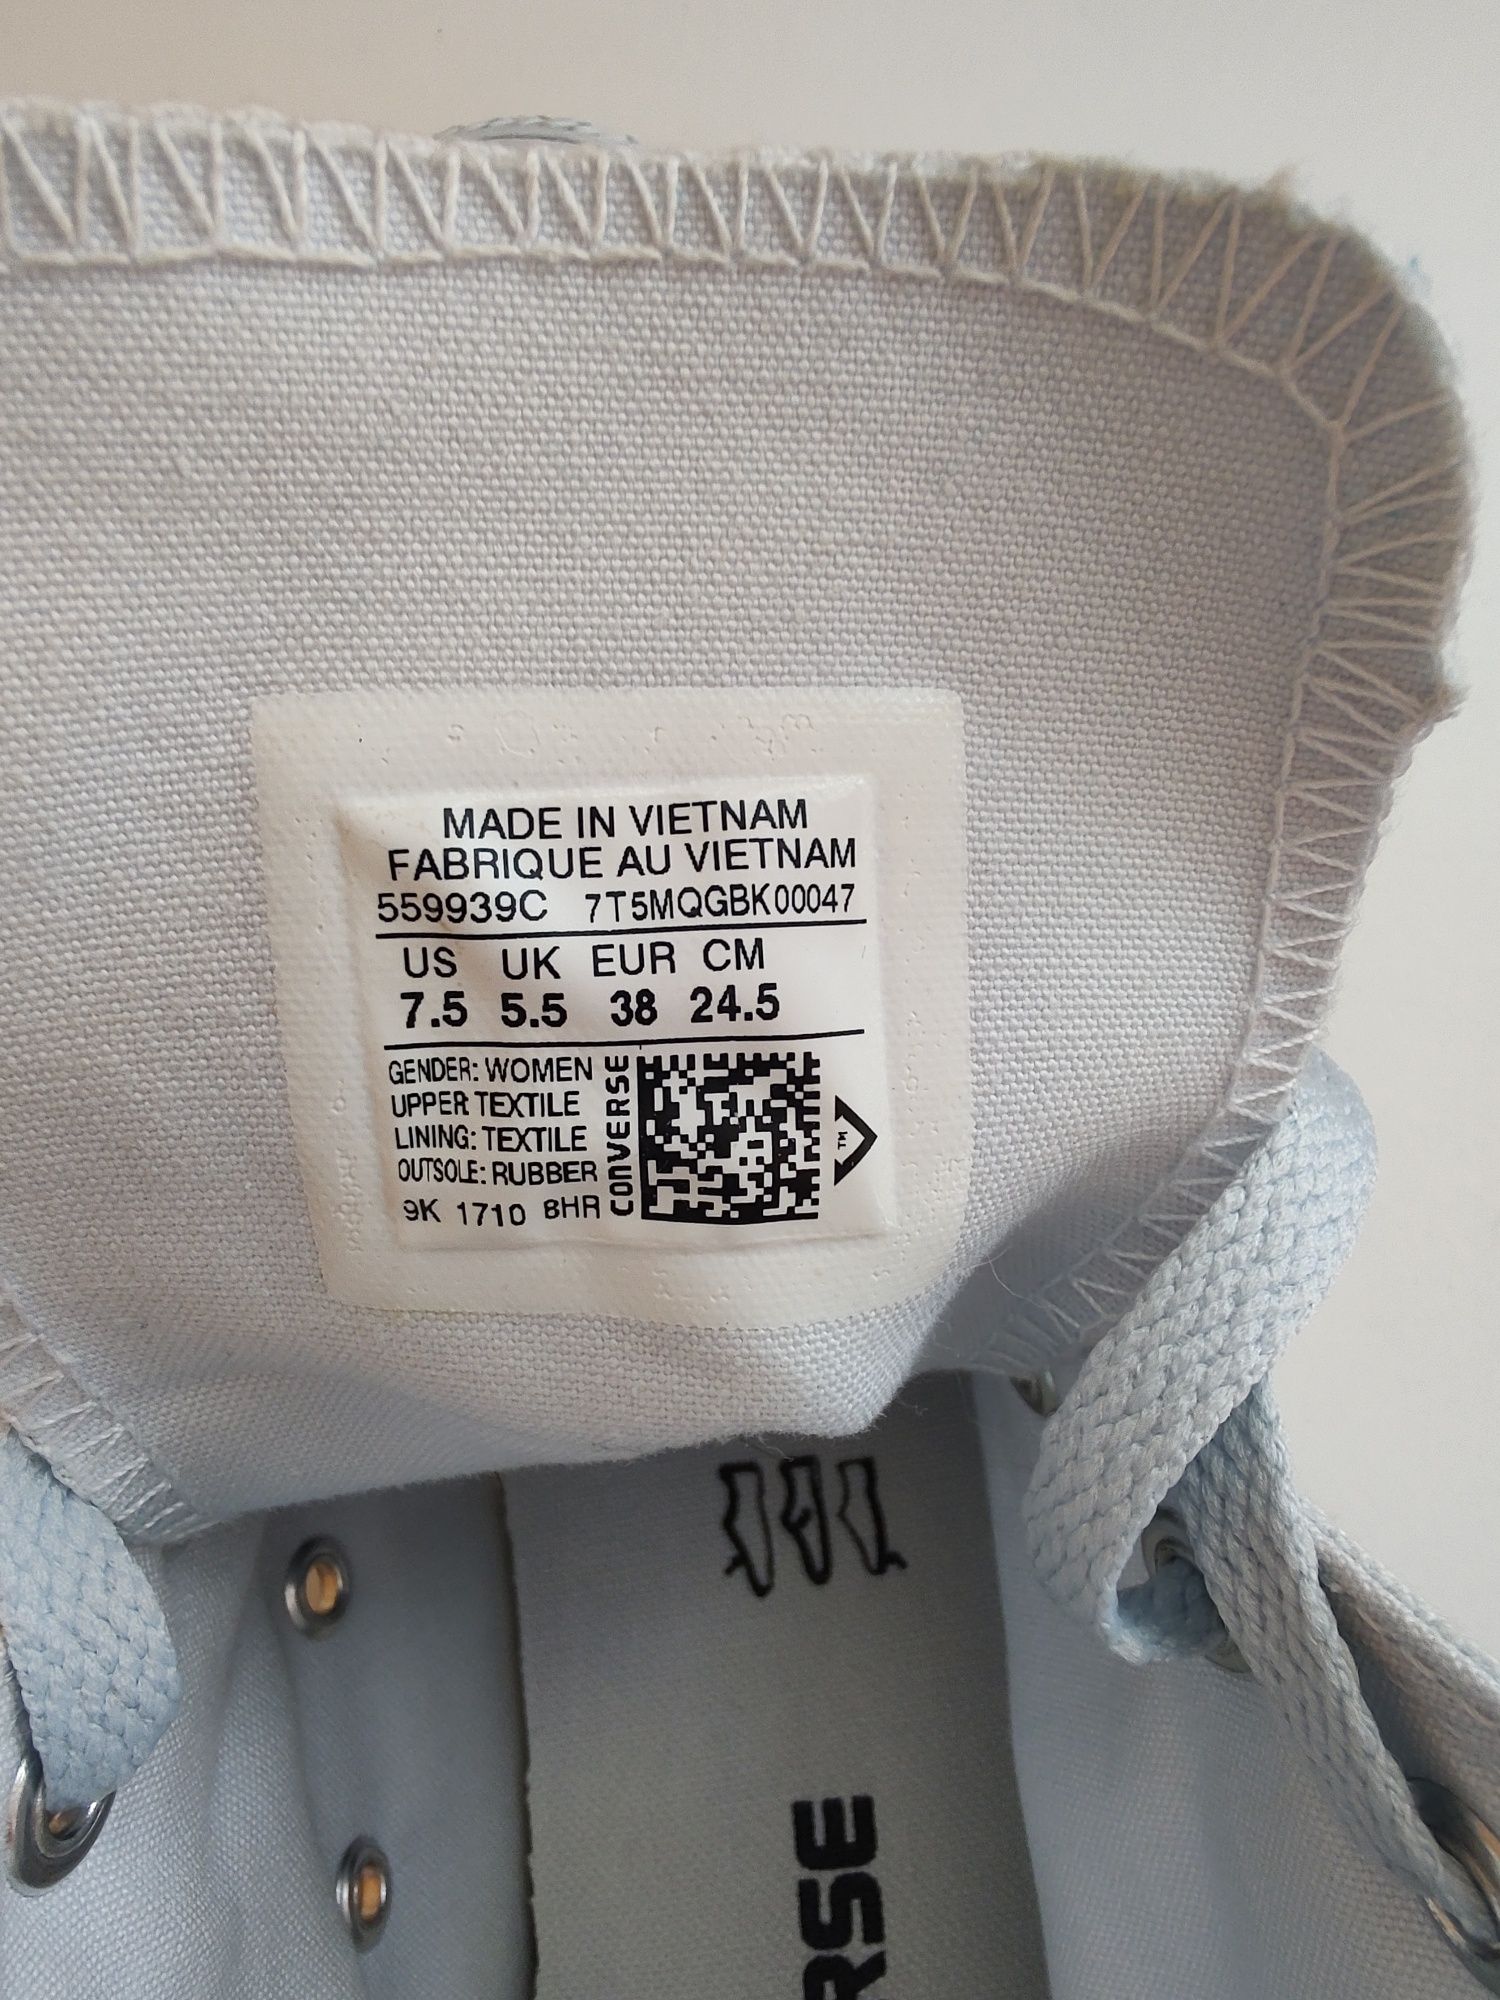 MADE IN VIETNAM
FABRIQUE AU VIETNAM
559939C 7T5MQGBK00047
US UK EUR CM
7.5 5.5 38 24.5
GENDER: WOMEN
UPPER TEXTILE
LINING: TEXTILE
OUTSOLE: RUBBER
9K 1710 8HR
CONVERSE
TM
RSE